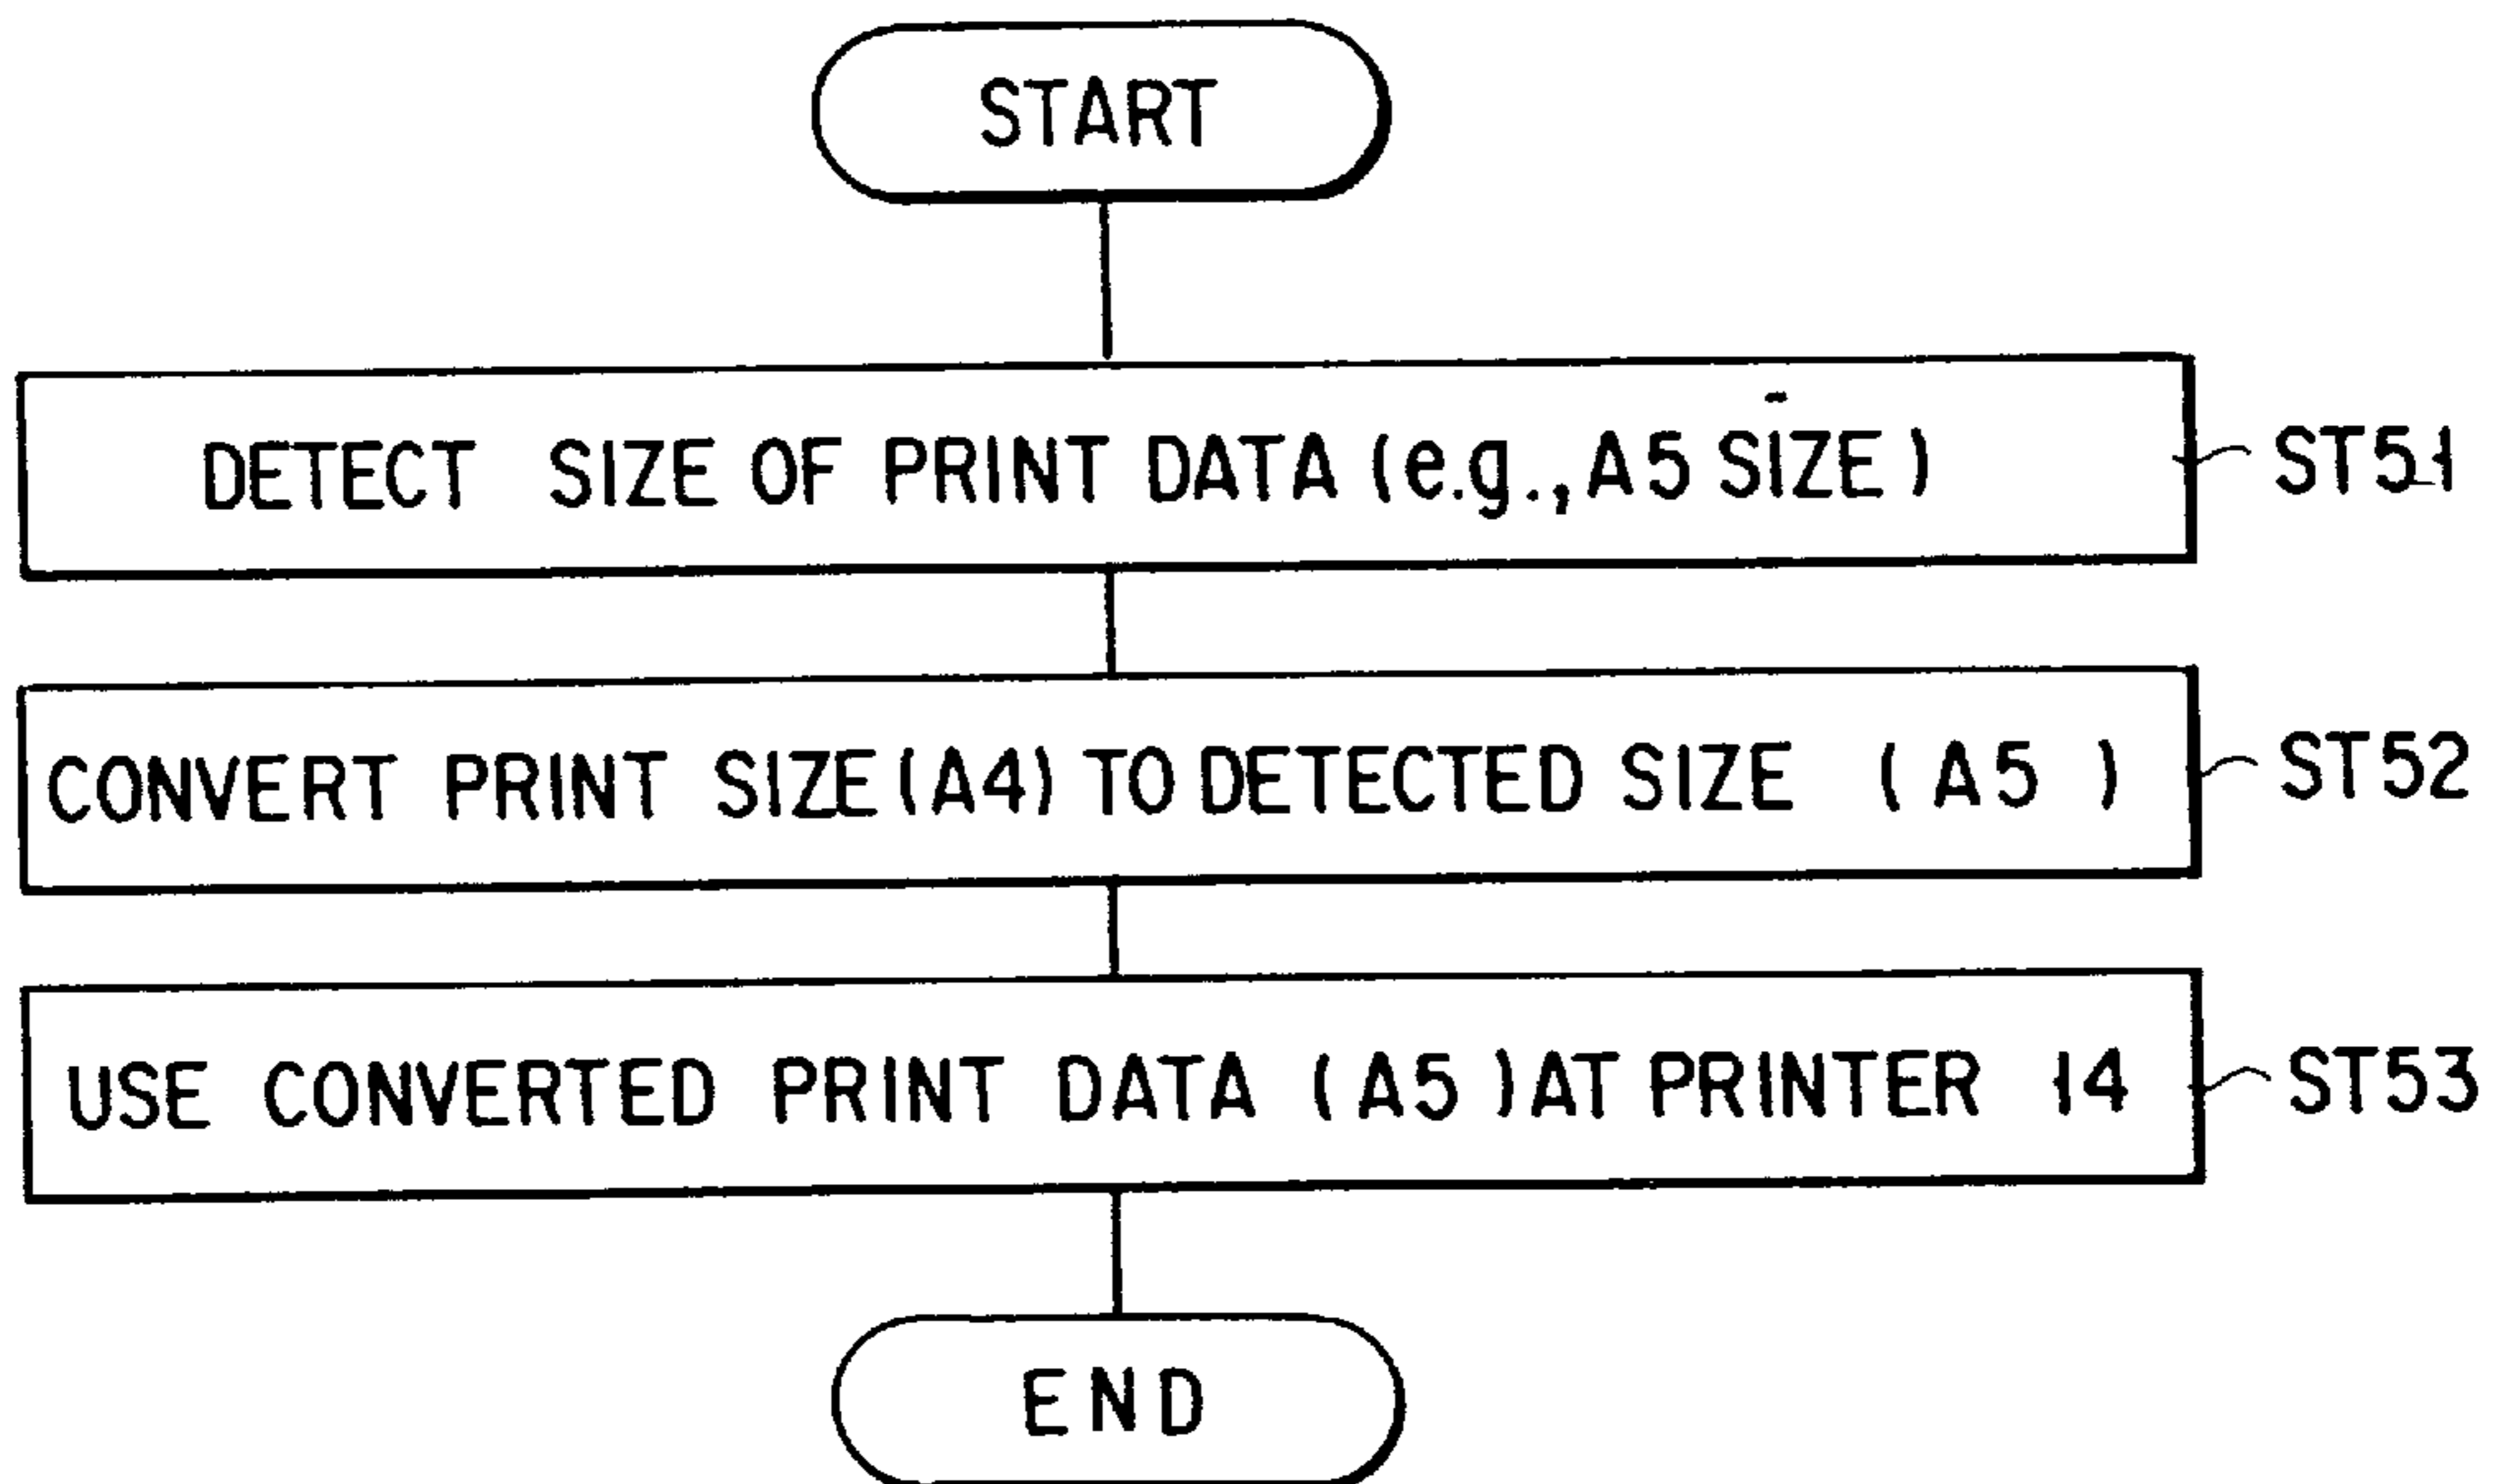 START
DETECT SIZE OF PRINT DATA (e.g., A5 SIZE) ST51
CONVERT PRINT SIZE (A4) TO DETECTED SIZE ( A5 ) ST52
USE CONVERTED PRINT DATA ( A5 ) AT PRINTER 14 ST53
END